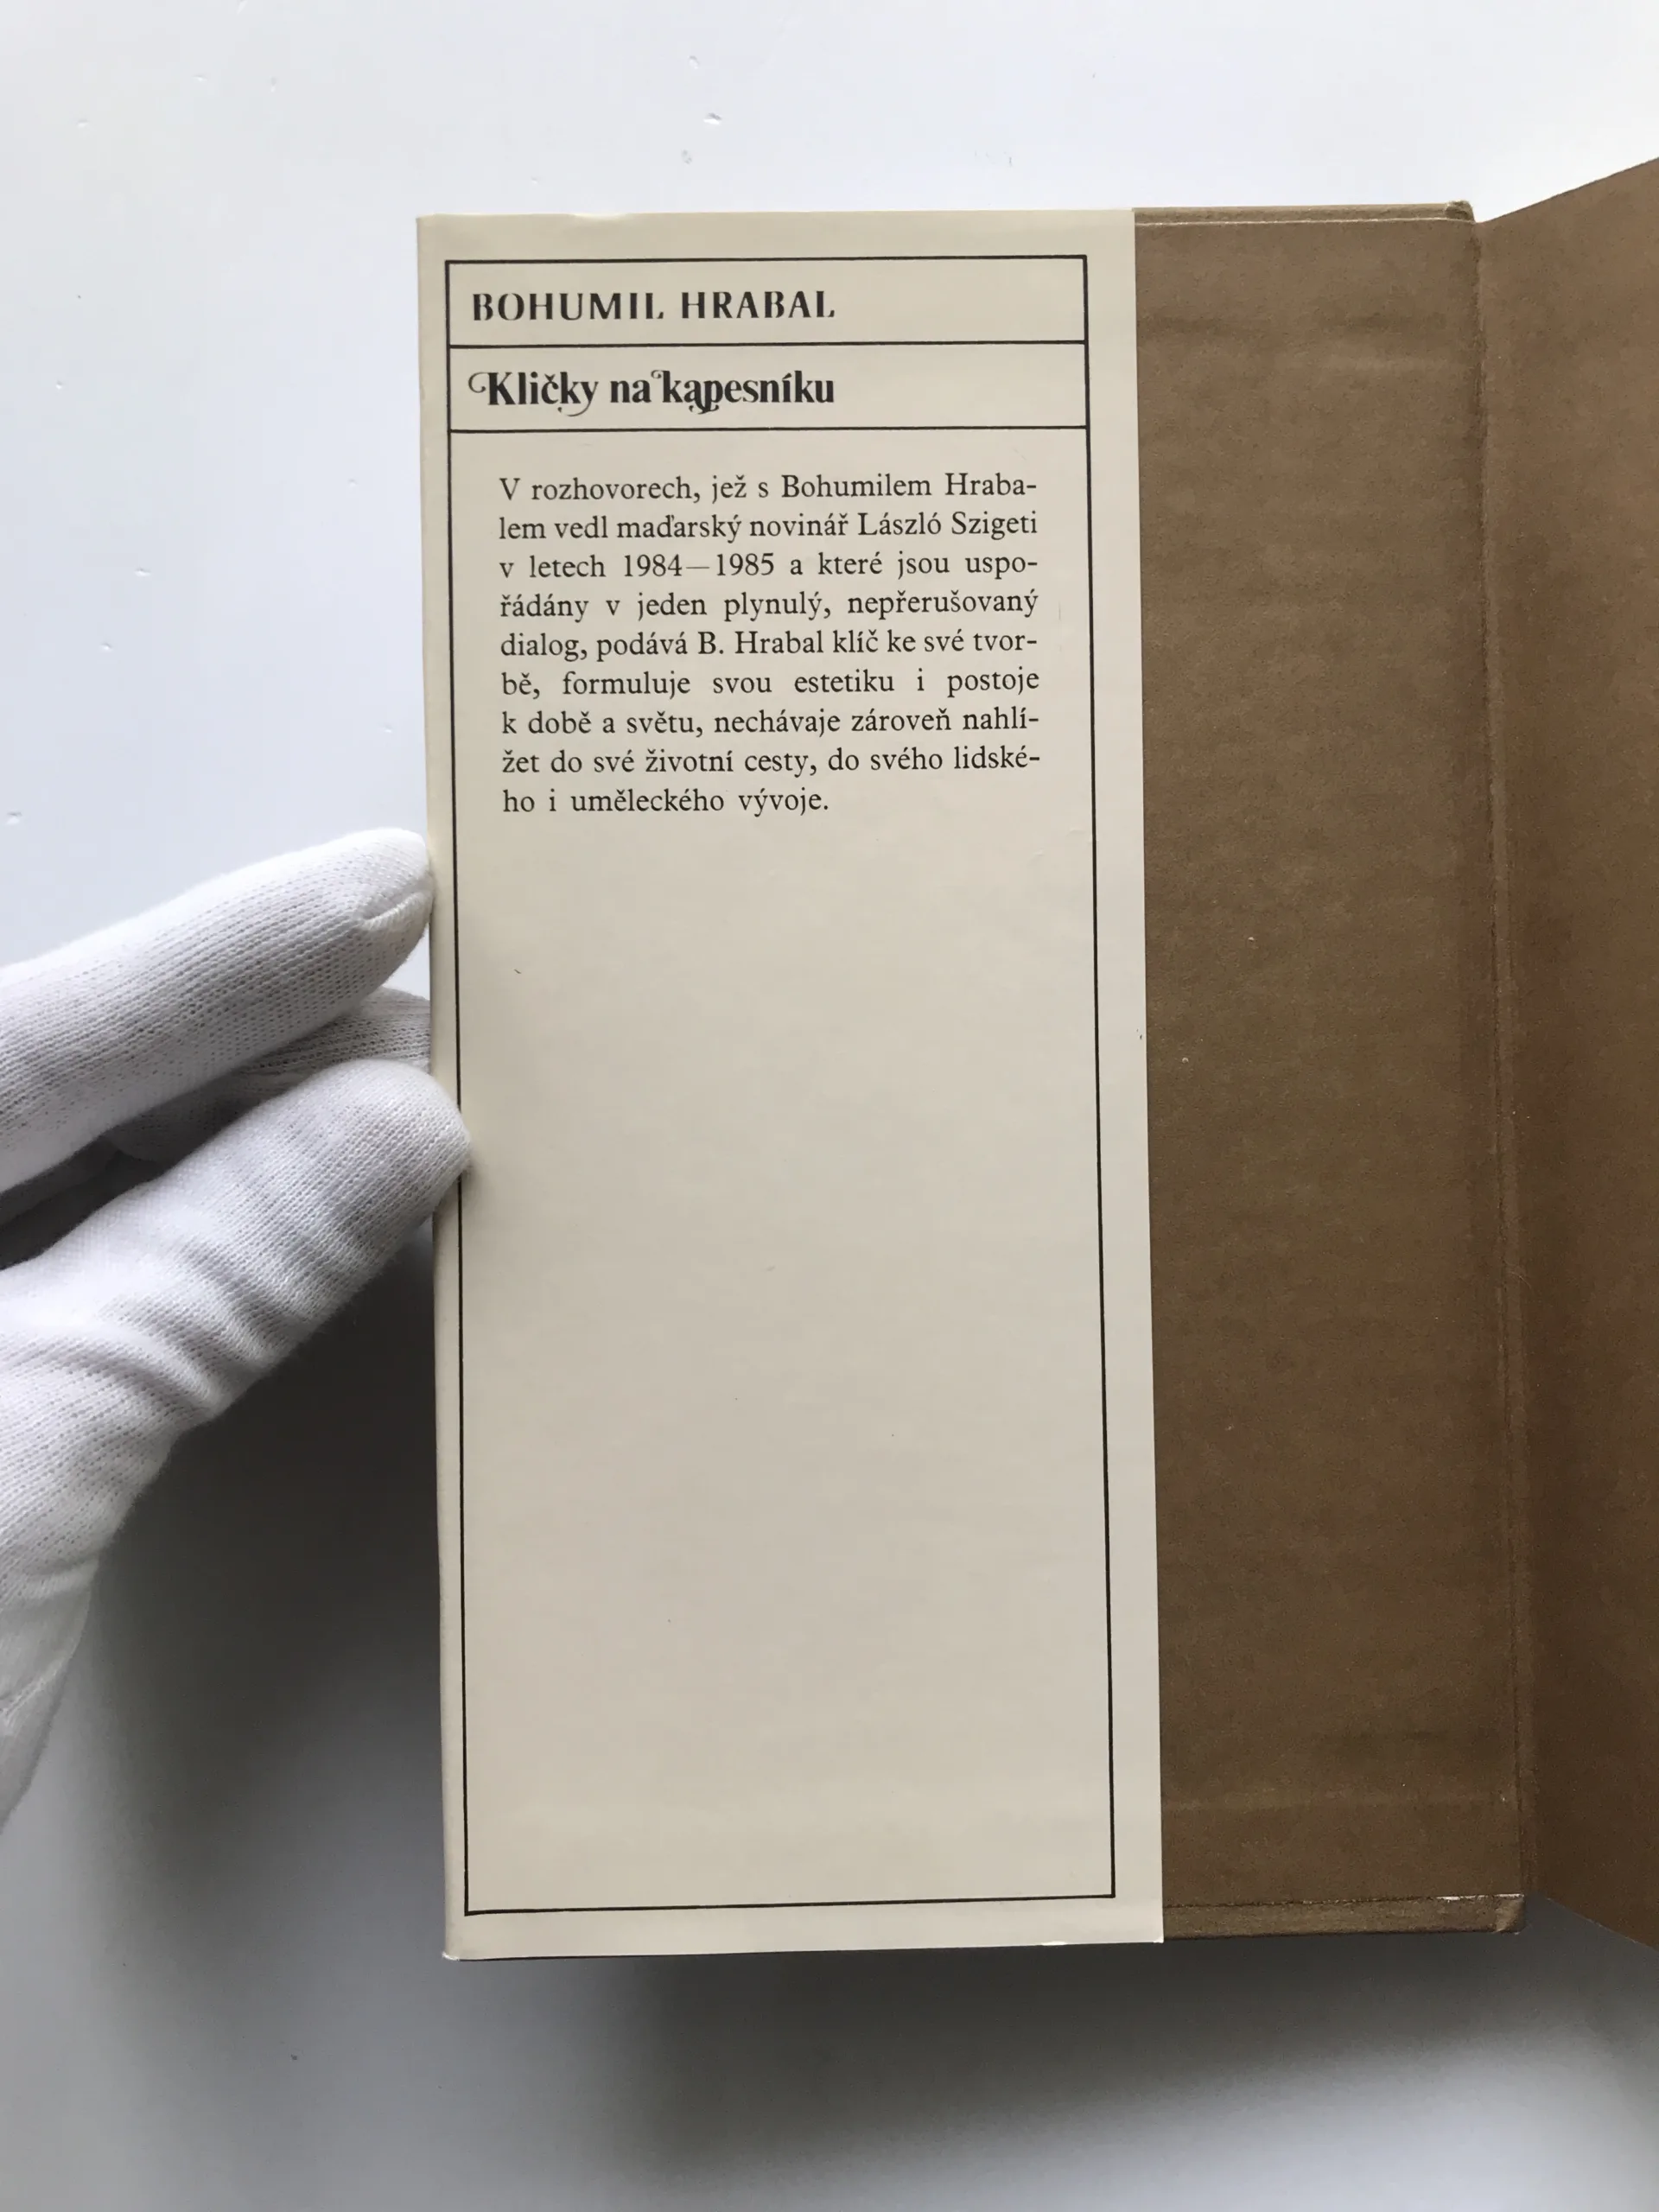 BOHUMIL HRABAL
Kličky na kapesníku
V rozhovorech, jež s Bohumilem Hraba-
lem vedl maďarský novinář László Szigeti
v letech 1984—1985 a které jsou uspo-
řádány v jeden plynulý, nepřerušovaný
dialog, podává B. Hrabal klíč ke své tvor-
bě, formuluje svou estetiku i postoje
k době a světu, nechávaje zároveň nahlí-
žet do své životní cesty, do svého lidské-
ho i uměleckého vývoje.